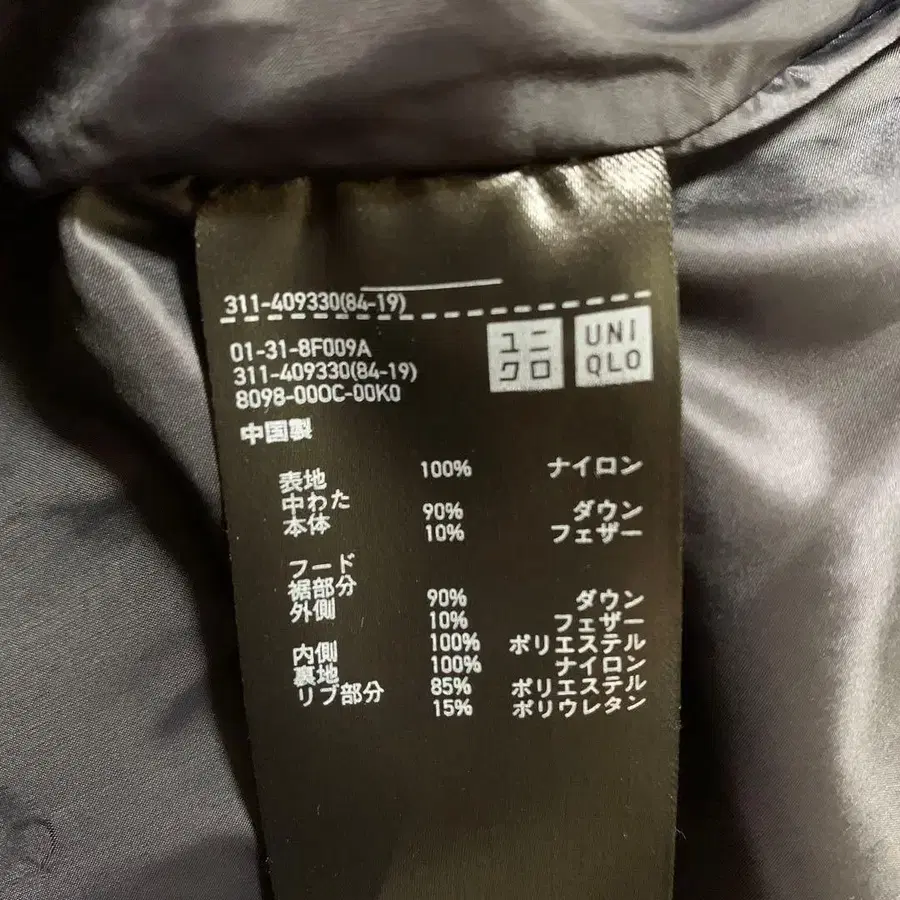 311-409330(84-19)
01-31-8F009A
311-409330(84-19)
8098-000C-00K0
ユニ
クロ
UNI
QLO
中国製
表地 100% ナイロン
中わた
本体 90% ダウン
10% フェザー
フード
裾部分
外側 90% ダウン
10% フェザー
内側 100% ポリエステル
裏地 100% ナイロン
リブ部分 85% ポリエステル
15% ポリウレタン